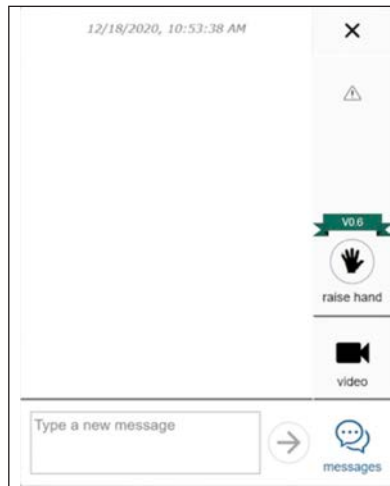 12/18/2020, 10:53:38 AM
V0.6
raise hand
video
Type a new message
messages